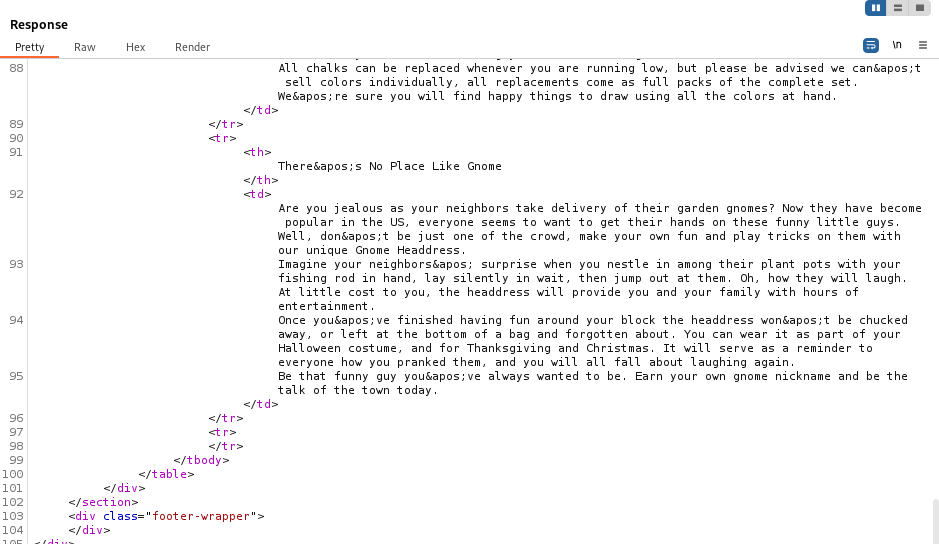 Response
Pretty Raw Hex Render \n
88 All chalks can be replaced whenever you are running low, but please be advised we can&apos;t
sell colors individually, all replacements come as full packs of the complete set.
We&apos;re sure you will find happy things to draw using all the colors at hand.
</td>
89 </tr>
90 <tr>
91 <th>
There&apos;s No Place Like Gnome
</th>
92 <td>
Are you jealous as your neighbors take delivery of their garden gnomes? Now they have become
popular in the US, everyone seems to want to get their hands on these funny little guys.
Well, don&apos;t be just one of the crowd, make your own fun and play tricks on them with
our unique Gnome Headdress.
93 Imagine your neighbors&apos; surprise when you nestle in among their plant pots with your
fishing rod in hand, lay silently in wait, then jump out at them. Oh, how they will laugh.
At little cost to you, the headdress will provide you and your family with hours of
entertainment.
94 Once you&apos;ve finished having fun around your block the headdress won&apos;t be chucked
away, or left at the bottom of a bag and forgotten about. You can wear it as part of your
Halloween costume, and for Thanksgiving and Christmas. It will serve as a reminder to
everyone how you pranked them, and you will all fall about laughing again.
95 Be that funny guy you&apos;ve always wanted to be. Earn your own gnome nickname and be the
talk of the town today.
</td>
96 </tr>
97 <tr>
98 </tr>
99 </tbody>
100 </table>
101 </div>
102 </section>
103 <div class="footer-wrapper">
104 </div>
105 </div>